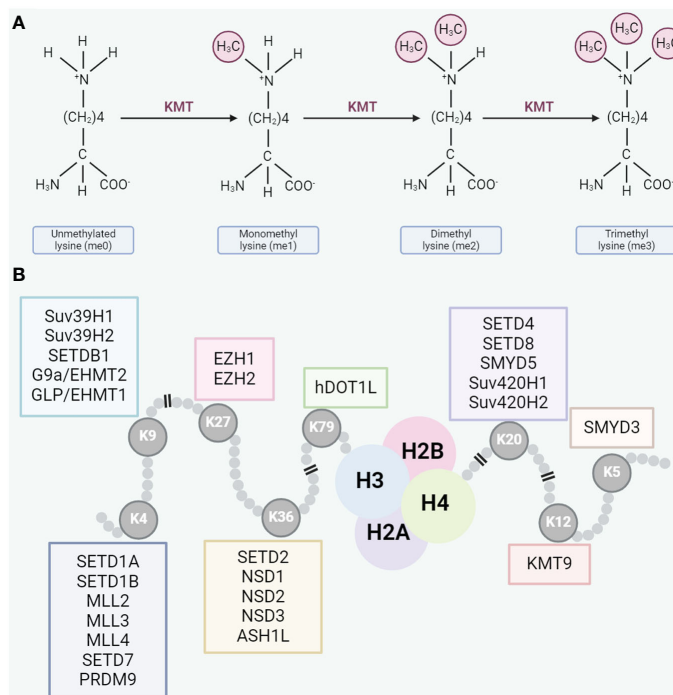 A
H
H
H
⁺N
(CH₂)4
C
H₃N
H
COO⁻
KMT
H₃C
H
H
⁺N
(CH₂)4
C
H₃N
H
COO⁻
KMT
H₃C
H₃C
H
⁺N
(CH₂)4
C
H₃N
H
COO⁻
KMT
H₃C
H₃C
H₃C
⁺N
(CH₂)4
C
H₃N
H
COO⁻
Unmethylated
lysine (me0)
Monomethyl
lysine (me1)
Dimethyl
lysine (me2)
Trimethyl
lysine (me3)
B
Suv39H1
Suv39H2
SETDB1
G9a/EHMT2
GLP/EHMT1
EZH1
EZH2
hDOT1L
SETD4
SETD8
SMYD5
Suv420H1
Suv420H2
SMYD3
K9
K27
K79
K20
K5
K4
K36
K12
H2B
H3
H4
H2A
SETD1A
SETD1B
MLL2
MLL3
MLL4
SETD7
PRDM9
SETD2
NSD1
NSD2
NSD3
ASH1L
KMT9